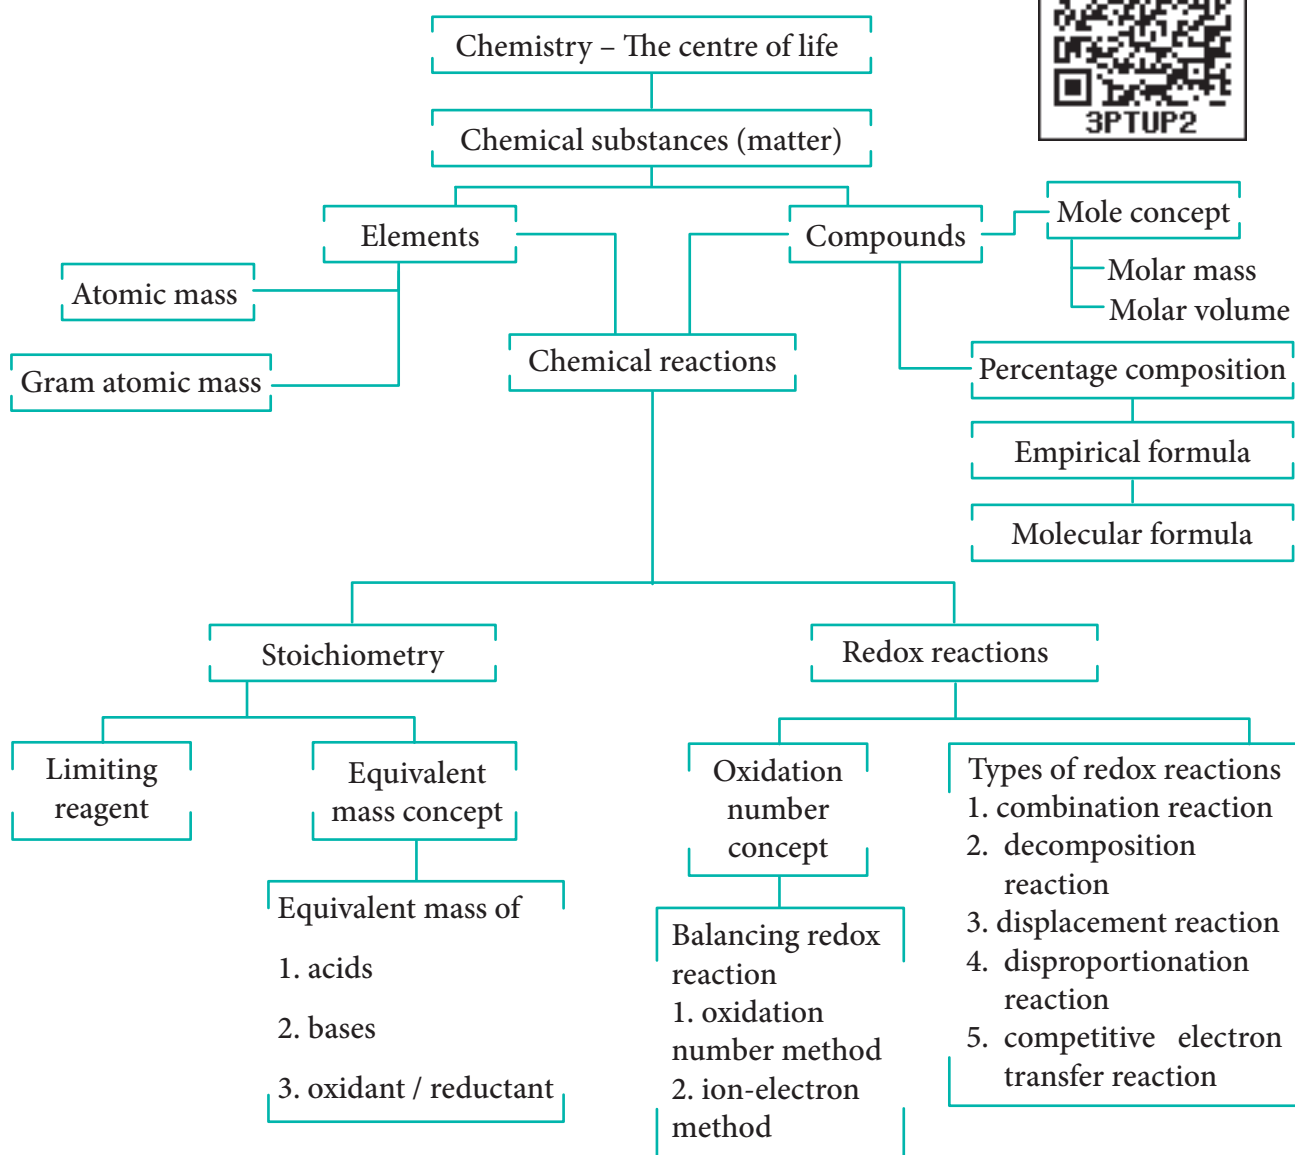 3PTUP2
Chemistry – The centre of life
Chemical substances (matter)
Elements
Compounds
Mole concept
Molar mass
Molar volume
Atomic mass
Gram atomic mass
Chemical reactions
Percentage composition
Empirical formula
Molecular formula
Stoichiometry
Redox reactions
Limiting
reagent
Equivalent
mass concept
Equivalent mass of
1. acids
2. bases
3. oxidant / reductant
Oxidation
number
concept
Balancing redox
reaction
1. oxidation
number method
2. ion-electron
method
Types of redox reactions
1. combination reaction
2. decomposition
reaction
3. displacement reaction
4. disproportionation
reaction
5. competitive electron
transfer reaction